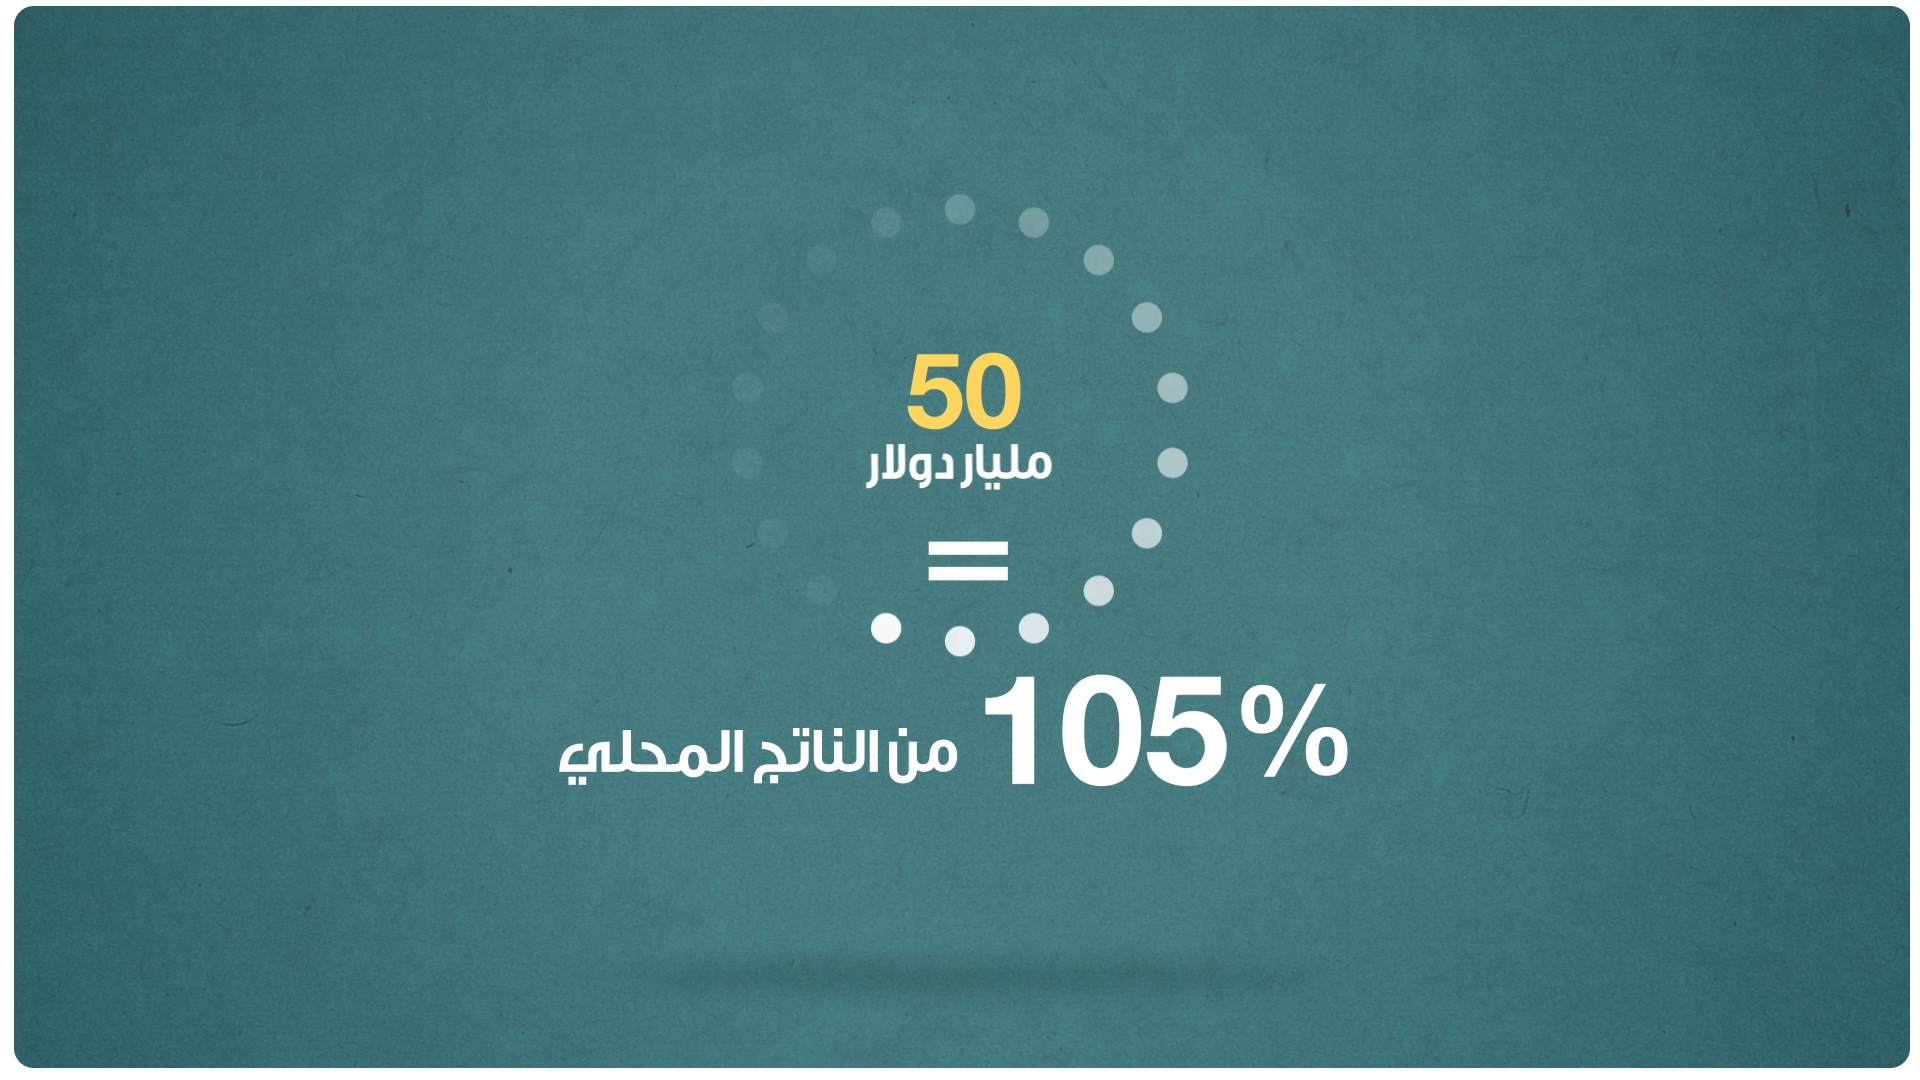 50
مليار دولار
=
105% من الناتج المحلي